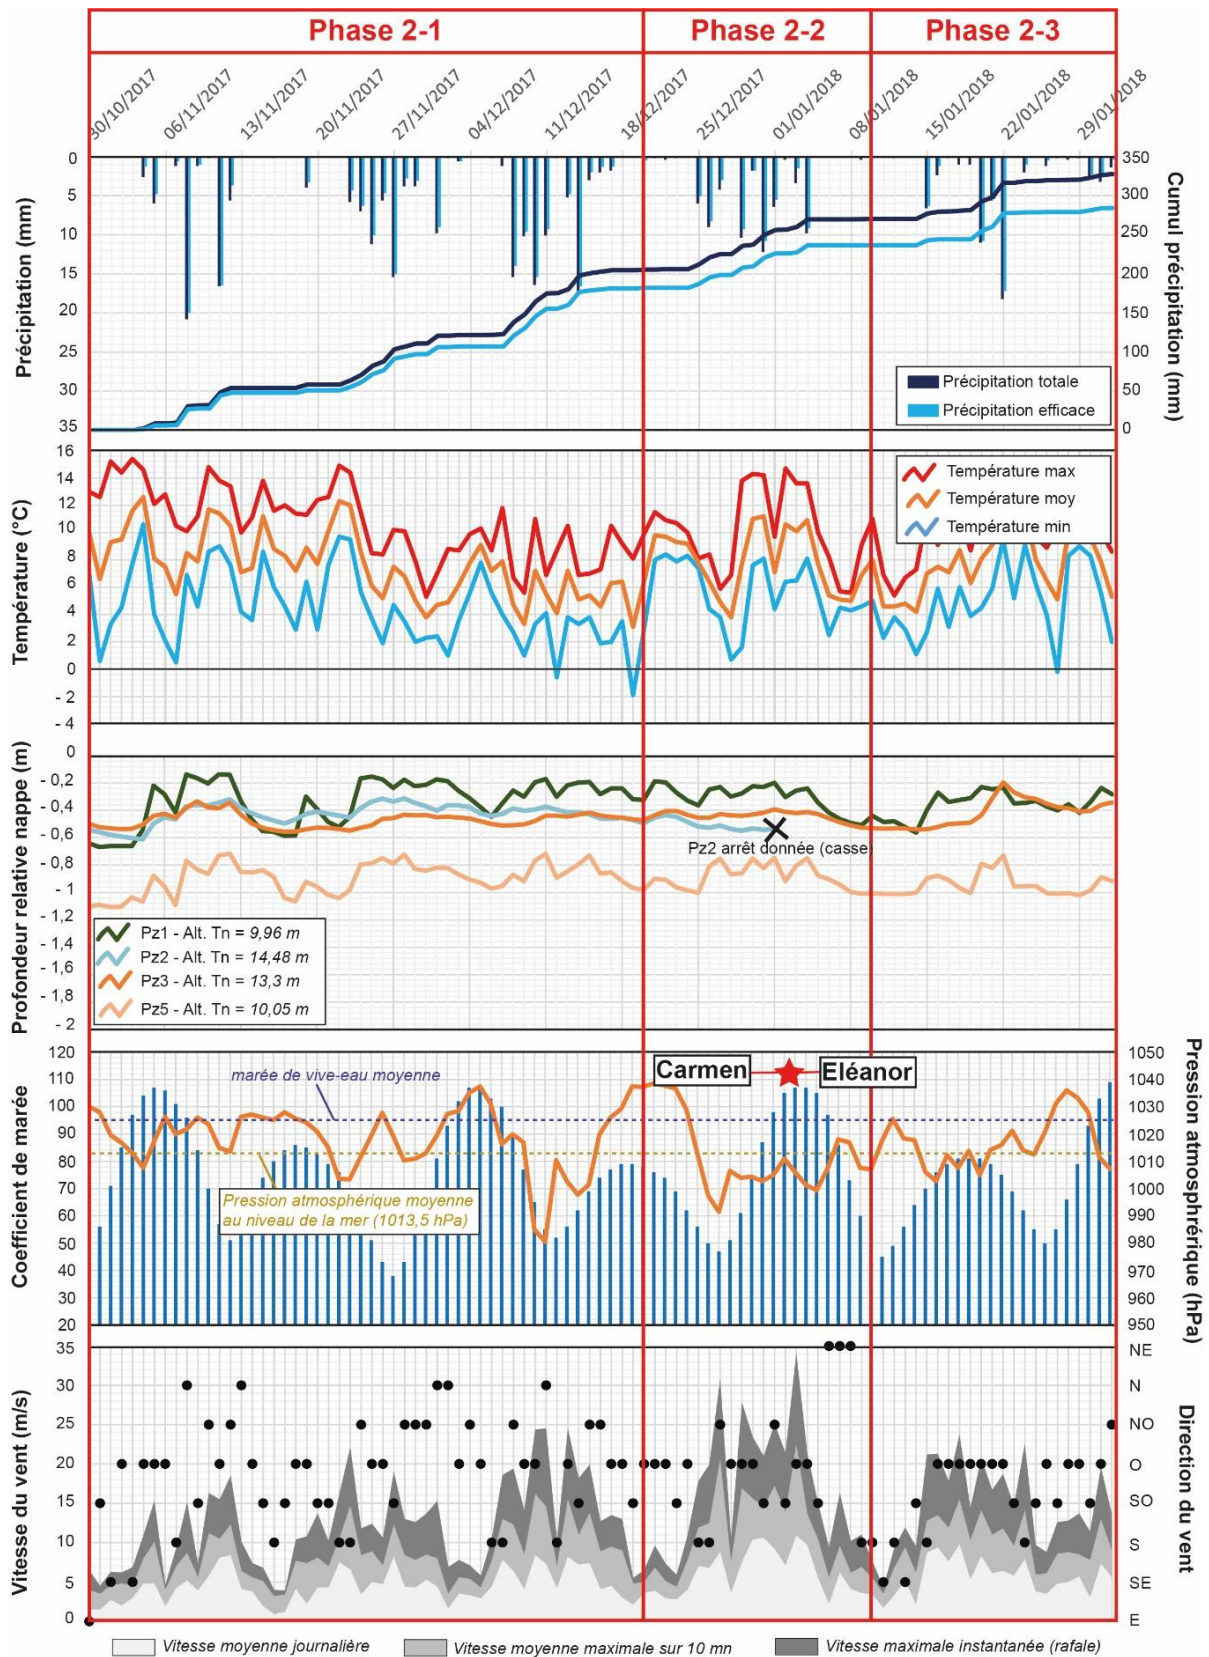 Phase 2-1
Phase 2-2
Phase 2-3
30/10/2017
06/11/2017
13/11/2017
20/11/2017
27/11/2017
04/12/2017
11/12/2017
18/12/2017
25/12/2017
01/01/2018
08/01/2018
15/01/2018
22/01/2018
29/01/2018
Précipitation (mm)
0
5
10
15
20
25
30
35
350
300
250
200
150
100
50
0
Cumul précipitation (mm)
Précipitation totale
Précipitation efficace
Température (°C)
16
14
12
10
8
6
4
2
0
- 2
- 4
Température max
Température moy
Température min
Profondeur relative nappe (m)
0
- 0,2
- 0,4
- 0,6
- 0,8
- 1
- 1,2
- 1,4
- 1,6
- 1,8
- 2
Pz2 arrêt donnée (casse)
Pz1 - Alt. Tn = 9,96 m
Pz2 - Alt. Tn = 14,48 m
Pz3 - Alt. Tn = 13,3 m
Pz5 - Alt. Tn = 10,05 m
Coefficient de marée
120
110
100
90
80
70
60
50
40
30
20
marée de vive-eau moyenne
Carmen
Eléanor
Pression atmosphérique moyenne
au niveau de la mer (1013,5 hPa)
1050
1040
1030
1020
1010
1000
990
980
970
960
950
Pression atmosphrérique (hPa)
Vitesse du vent (m/s)
35
30
25
20
15
10
5
0
NE
N
NO
O
SO
S
SE
E
Direction du vent
Vitesse moyenne journalière
Vitesse moyenne maximale sur 10 mn
Vitesse maximale instantanée (rafale)